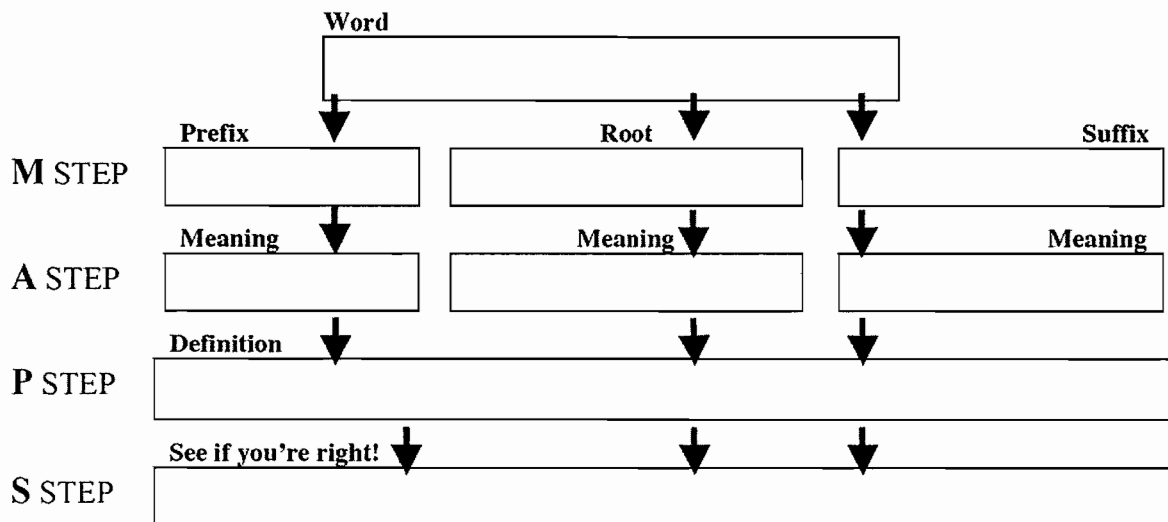 Word
Prefix Root Suffix
M STEP
Meaning Meaning Meaning
A STEP
Definition
P STEP
See if you're right!
S STEP